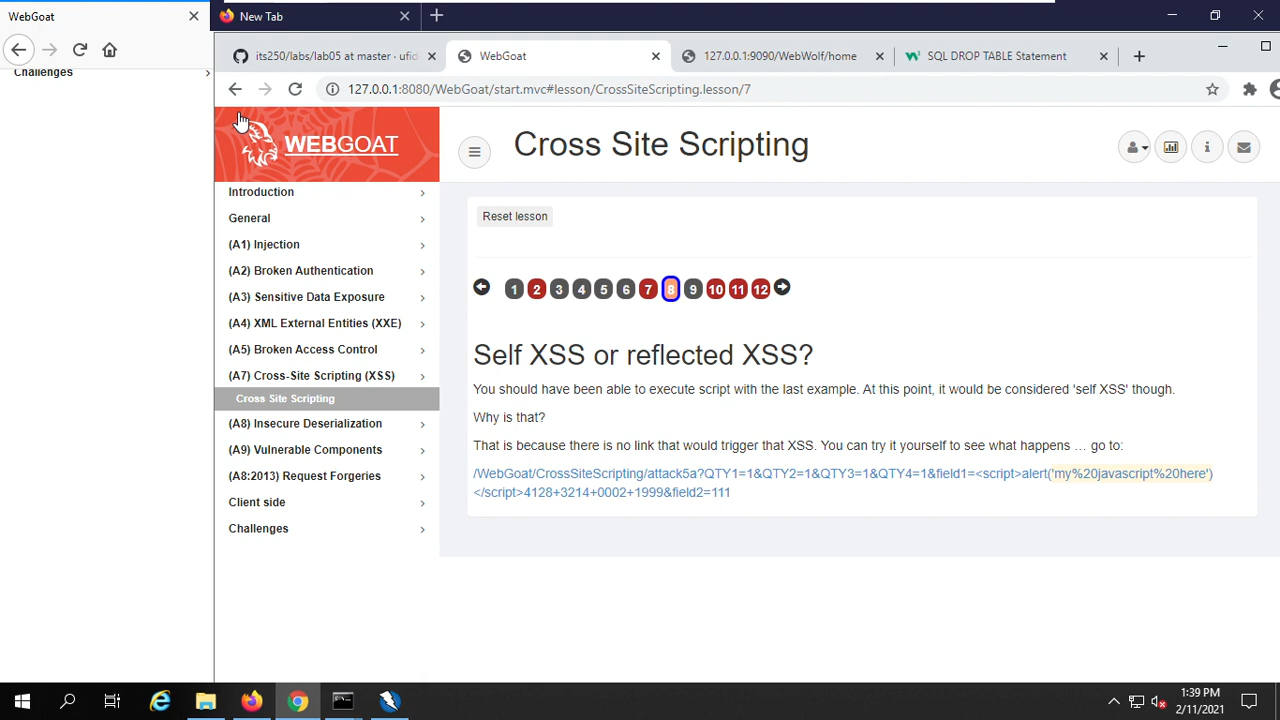 WebGoat
New Tab
Challenges
its250/labs/lab05 at master · ufid
WebGoat
127.0.0.1:9090/WebWolf/home
SQL DROP TABLE Statement
127.0.0.1:8080/WebGoat/start.mvc#lesson/CrossSiteScripting.lesson/7
WEBGOAT
Cross Site Scripting
Introduction
General
(A1) Injection
(A2) Broken Authentication
(A3) Sensitive Data Exposure
(A4) XML External Entities (XXE)
(A5) Broken Access Control
(A7) Cross-Site Scripting (XSS)
Cross Site Scripting
(A8) Insecure Deserialization
(A9) Vulnerable Components
(A8:2013) Request Forgeries
Client side
Challenges
Reset lesson
1 2 3 4 5 6 7 8 9 10 11 12
Self XSS or reflected XSS?
You should have been able to execute script with the last example. At this point, it would be considered 'self XSS' though.
Why is that?
That is because there is no link that would trigger that XSS. You can try it yourself to see what happens … go to:
/WebGoat/CrossSiteScripting/attack5a?QTY1=1&QTY2=1&QTY3=1&QTY4=1&field1=<script>alert('my%20javascript%20here')
</script>4128+3214+0002+1999&field2=111
1:39 PM
2/11/2021